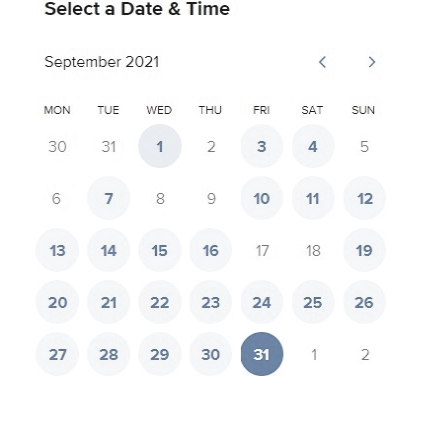 Select a Date & Time
September 2021
MON TUE WED THU FRI SAT SUN
30 31 1 2 3 4 5
6 7 8 9 10 11 12
13 14 15 16 17 18 19
20 21 22 23 24 25 26
27 28 29 30 31 1 2